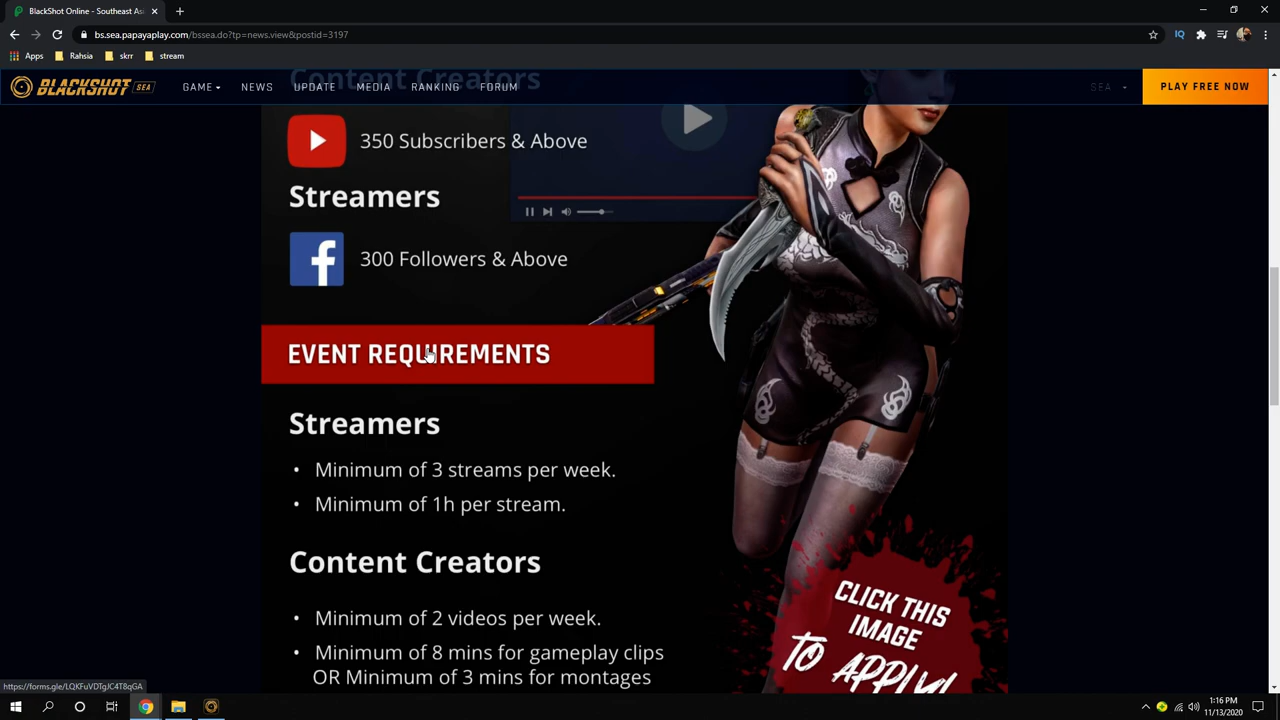 BlackShot Online - Southeast Asi
bs.sea.papayaplay.com/bssea.do?tp=news.view&postid=3197
Apps Rahsia skrr stream
BLACKSHOT SEA GAME NEWS UPDATE MEDIA RANKING FORUM SEA PLAY FREE NOW
Content Creators
350 Subscribers & Above
Streamers
300 Followers & Above
EVENT REQUIREMENTS
Streamers
• Minimum of 3 streams per week.
• Minimum of 1h per stream.
Content Creators
• Minimum of 2 videos per week.
• Minimum of 8 mins for gameplay clips
OR Minimum of 3 mins for montages
CLICK THIS
IMAGE
TO APPLY!
https://forms.gle/LQKFuVDTgJC4T8qGA
1:16 PM
11/13/2020